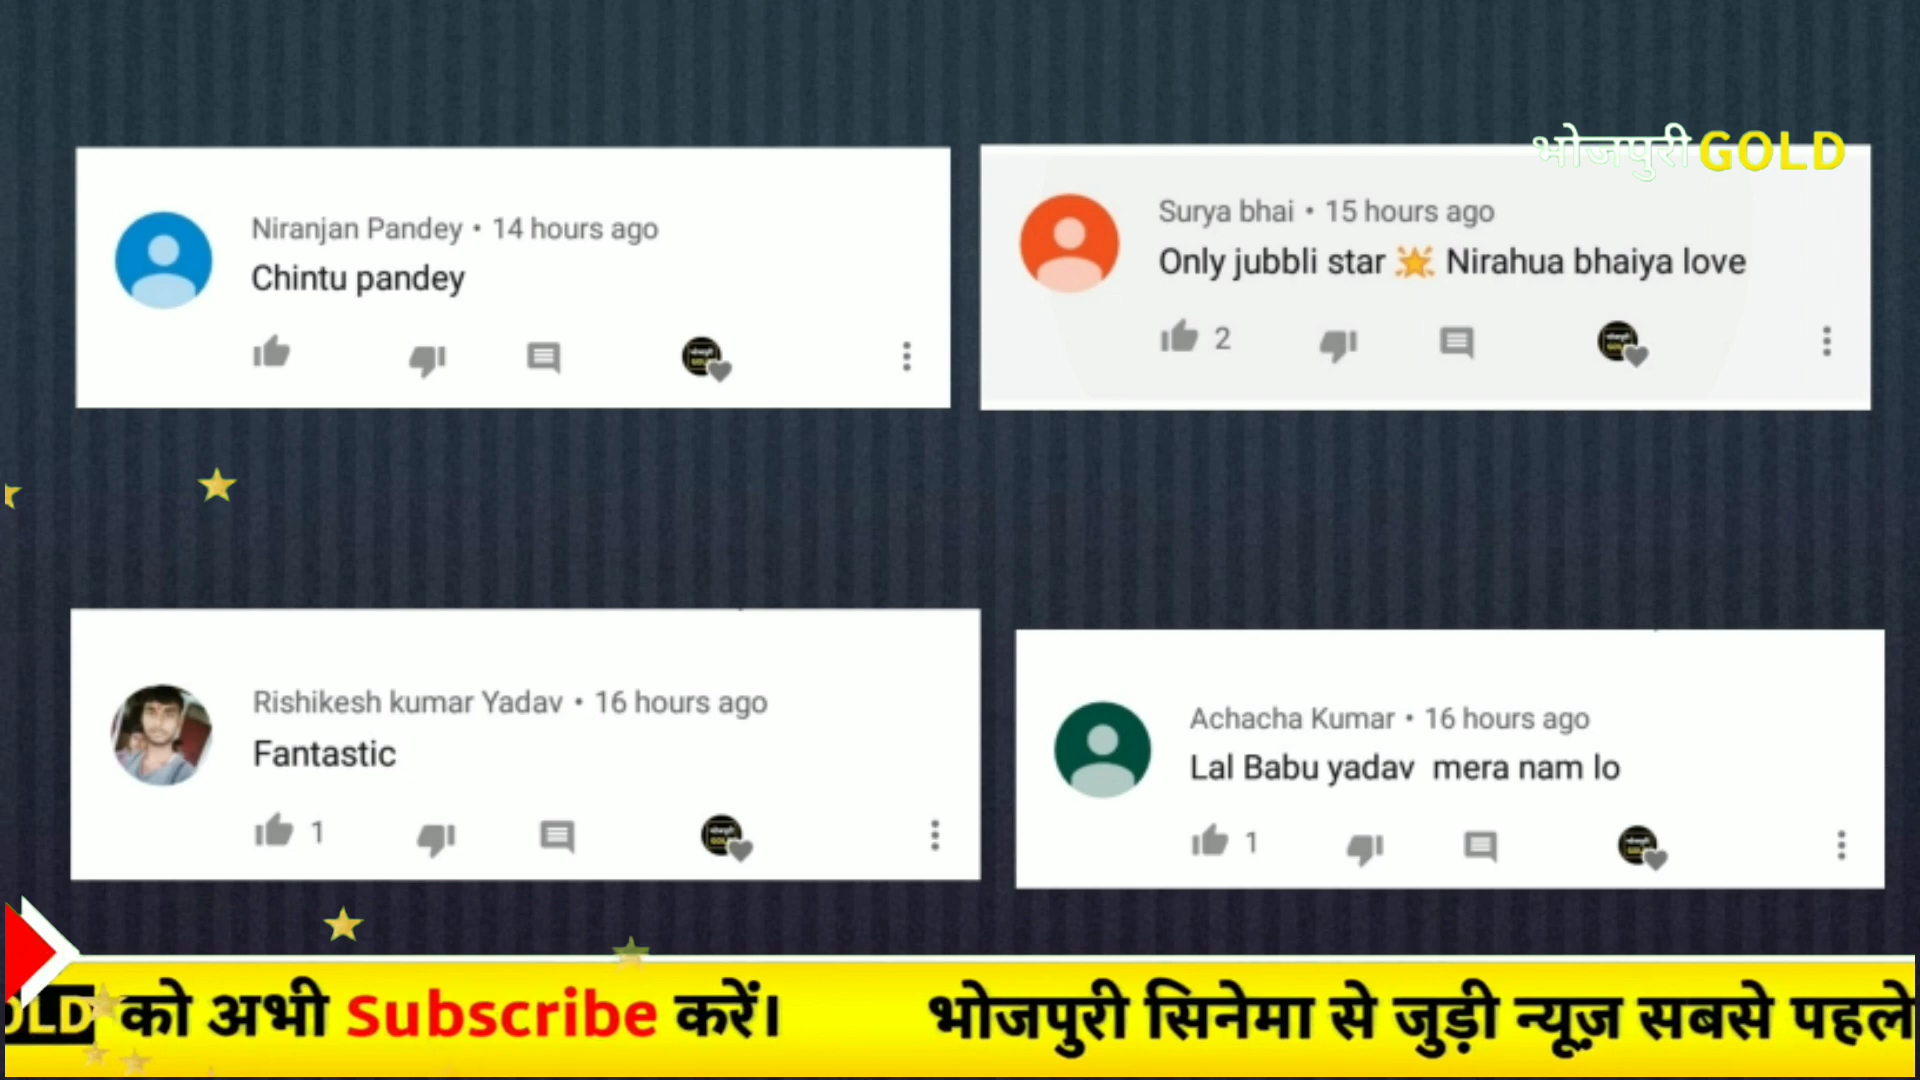 भोजपुरी GOLD
Niranjan Pandey • 14 hours ago
Chintu pandey
Surya bhai • 15 hours ago
Only jubbli star 🌟 Nirahua bhaiya love
2
Rishikesh kumar Yadav • 16 hours ago
Fantastic
1
Achacha Kumar • 16 hours ago
Lal Babu yadav mera nam lo
1
OLD को अभी Subscribe करें। भोजपुरी सिनेमा से जुड़ी न्यूज़ सबसे पहले